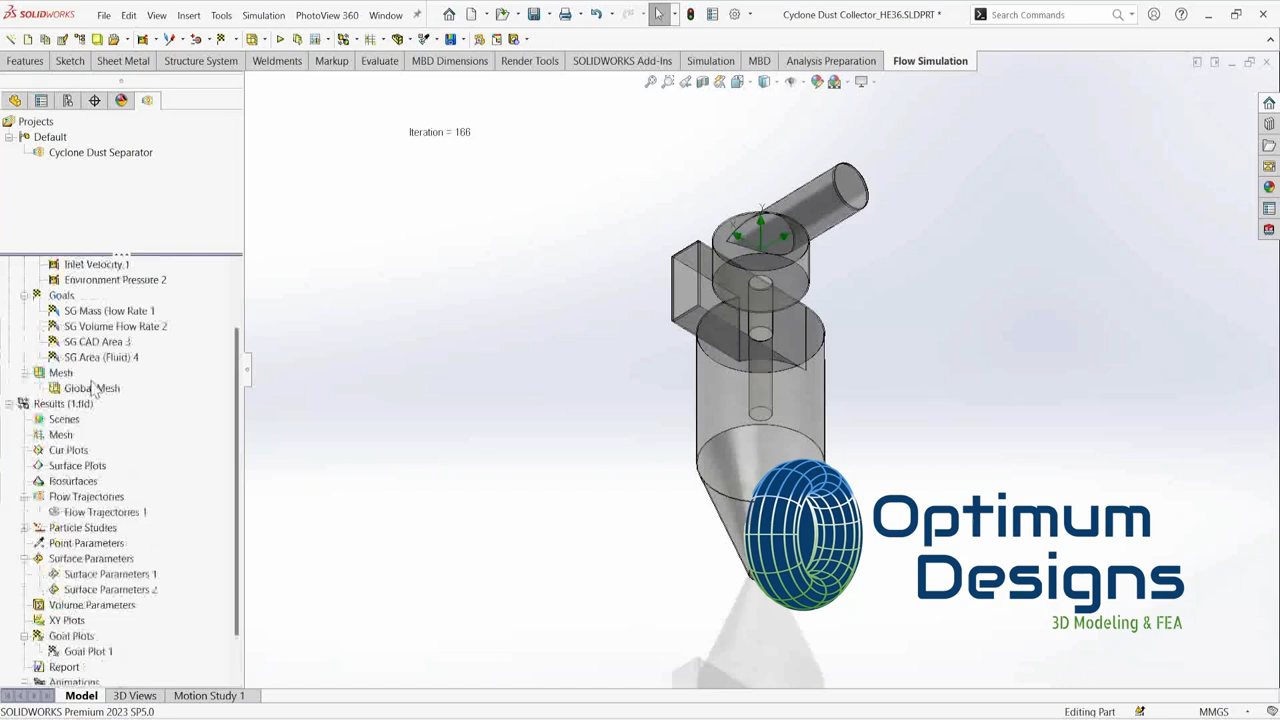 SOLIDWORKS File Edit View Insert Tools Simulation PhotoView 360 Window
Cyclone Dust Collector_HE36.SLDPRT *
Search Commands
Features Sketch Sheet Metal Structure System Weldments Markup Evaluate MBD Dimensions Render Tools SOLIDWORKS Add-Ins Simulation MBD Analysis Preparation Flow Simulation
Projects
Default
Cyclone Dust Separator
Iteration = 166
Inlet Velocity 1
Environment Pressure 2
Goals
SG Mass (Flow Rate 1
SG Volume Flow Rate 2
SG CAD Area 3
SG Area (Fluid) 4
Mesh
Global Mesh
Results (1.fld)
Scenes
Mesh
Cut Plots
Surface Plots
Isosurfaces
Flow Trajectories
Flow Trajectories 1
Particle Studies
Point Parameters
Surface Parameters
Surface Parameters 1
Surface Parameters 2
Volume Parameters
XY Plots
Goal Plots
Goal Plot 1
Report
Animations
Y
X
Optimum
Designs
3D Modeling & FEA
Model 3D Views Motion Study 1
SOLIDWORKS Premium 2023 SP5.0
Editing Part
MMGS